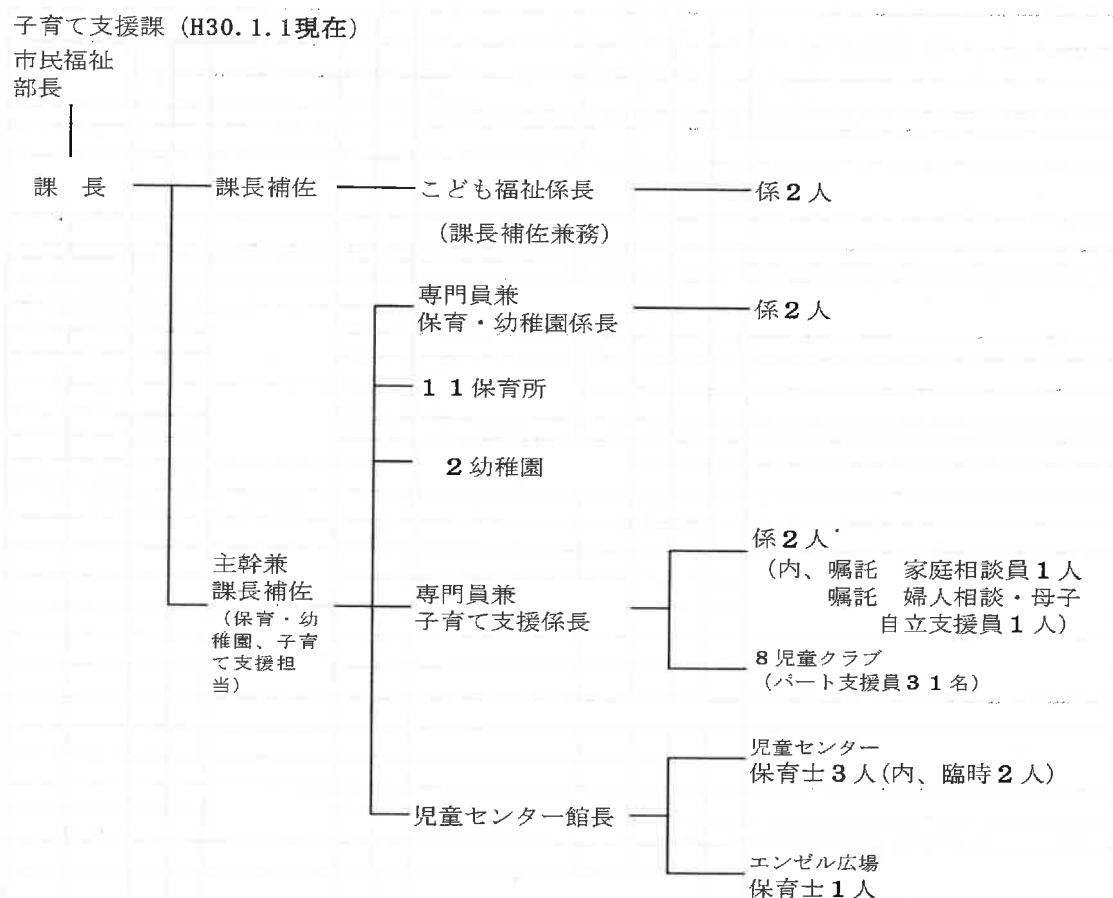 子育て支援課 (H30.1.1現在)
市民福祉
部長
課　長
課長補佐
こども福祉係長
(課長補佐兼務)
係2人
専門員兼
保育・幼稚園係長
係2人
11保育所
2幼稚園
主幹兼
課長補佐
(保育・幼
稚園、子育
て支援担
当)
専門員兼
子育て支援係長
係2人
(内、嘱託　家庭相談員1人
嘱託　婦人相談・母子
自立支援員1人)
8児童クラブ
(パート支援員31名)
児童センター館長
児童センター
保育士3人(内、臨時2人)
エンゼル広場
保育士1人